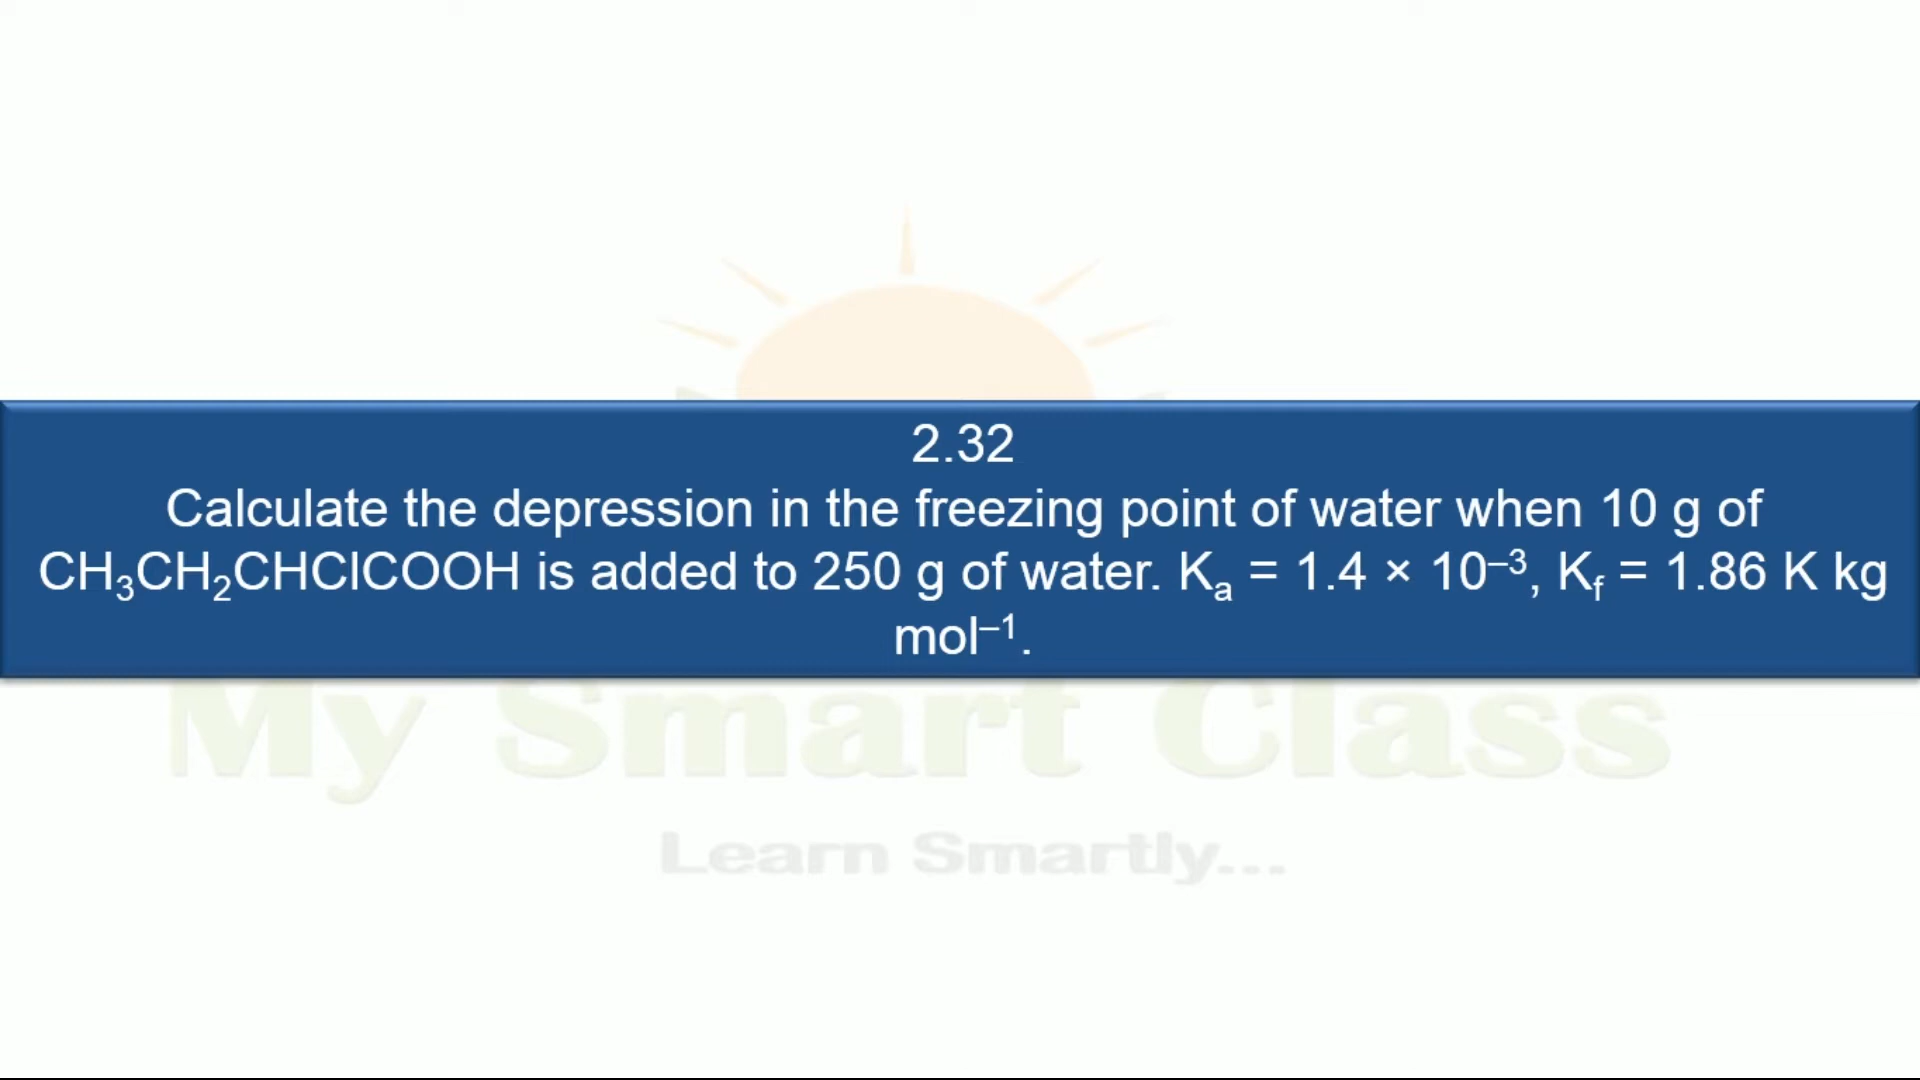 2.32
Calculate the depression in the freezing point of water when 10 g of
CH₃CH₂CHClCOOH is added to 250 g of water. Kₐ = 1.4 × 10⁻³, K_f = 1.86 K kg
mol⁻¹.
My Smart Class
Learn Smartly...